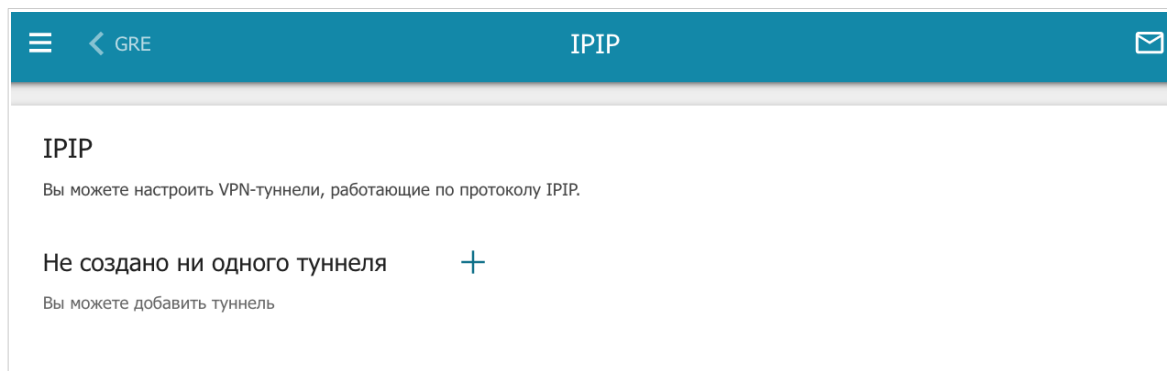 GRE
IPIP
IPIP
Вы можете настроить VPN-туннели, работающие по протоколу IPIP.
Не создано ни одного туннеля
Вы можете добавить туннель